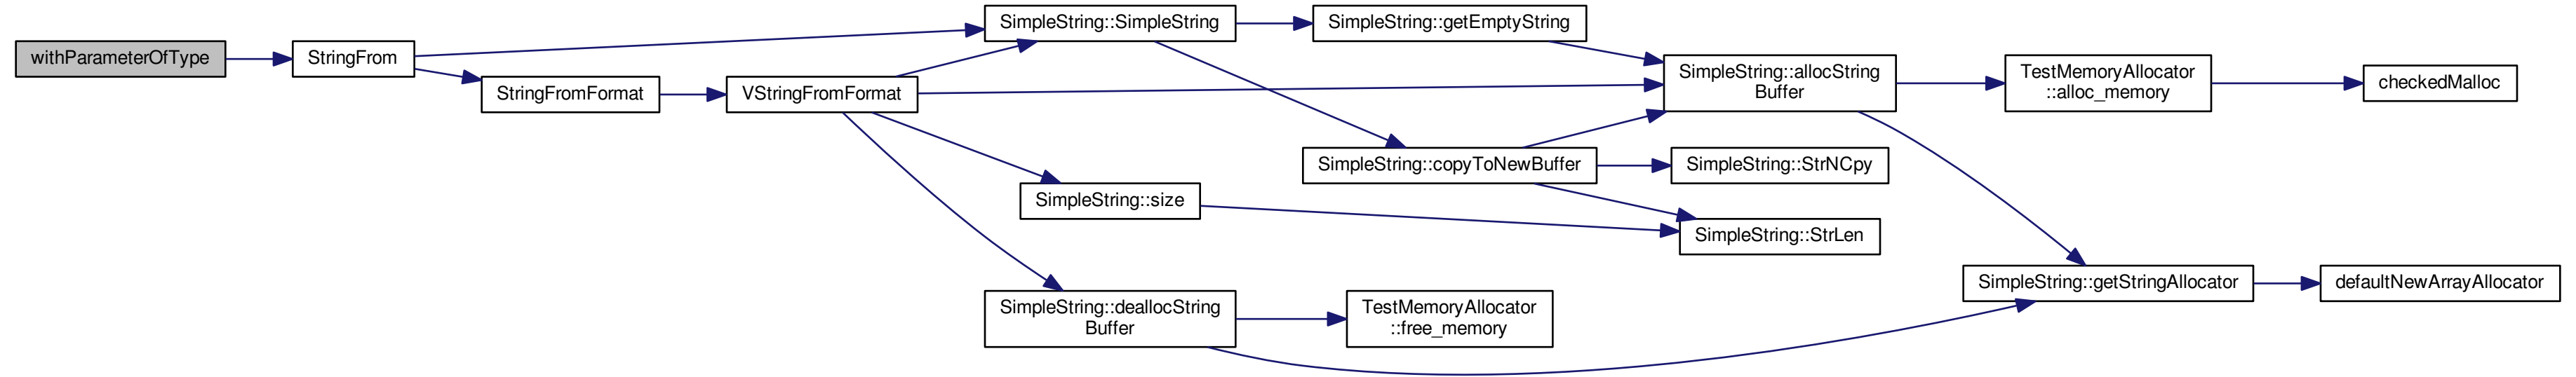 withParameterOfType
StringFrom
StringFromFormat
VStringFromFormat
SimpleString::SimpleString
SimpleString::getEmptyString
SimpleString::allocString
Buffer
TestMemoryAllocator
::alloc_memory
checkedMalloc
SimpleString::copyToNewBuffer
SimpleString::StrNCpy
SimpleString::size
SimpleString::StrLen
SimpleString::deallocString
Buffer
TestMemoryAllocator
::free_memory
SimpleString::getStringAllocator
defaultNewArrayAllocator